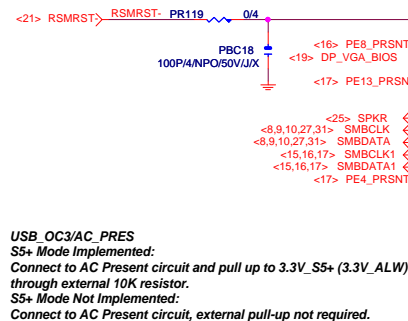 <21> RSMRST- RSMRST- PR119 0/4
PBC18
100P/4/NPO/50V/J/X
<16> PE8_PRSNT
<19> DP_VGA_BIOS
<17> PE13_PRSN
<25> SPKR
<8,9,10,27,31> SMBCLK
<8,9,10,27,31> SMBDATA
<15,16,17> SMBCLK1
<15,16,17> SMBDATA1
<17> PE4_PRSNT
USB_OC3/AC_PRES
S5+ Mode Implemented:
Connect to AC Present circuit and pull up to 3.3V_S5+ (3.3V_ALW)
through external 10K resistor.
S5+ Mode Not Implemented:
Connect to AC Present circuit, external pull-up not required.